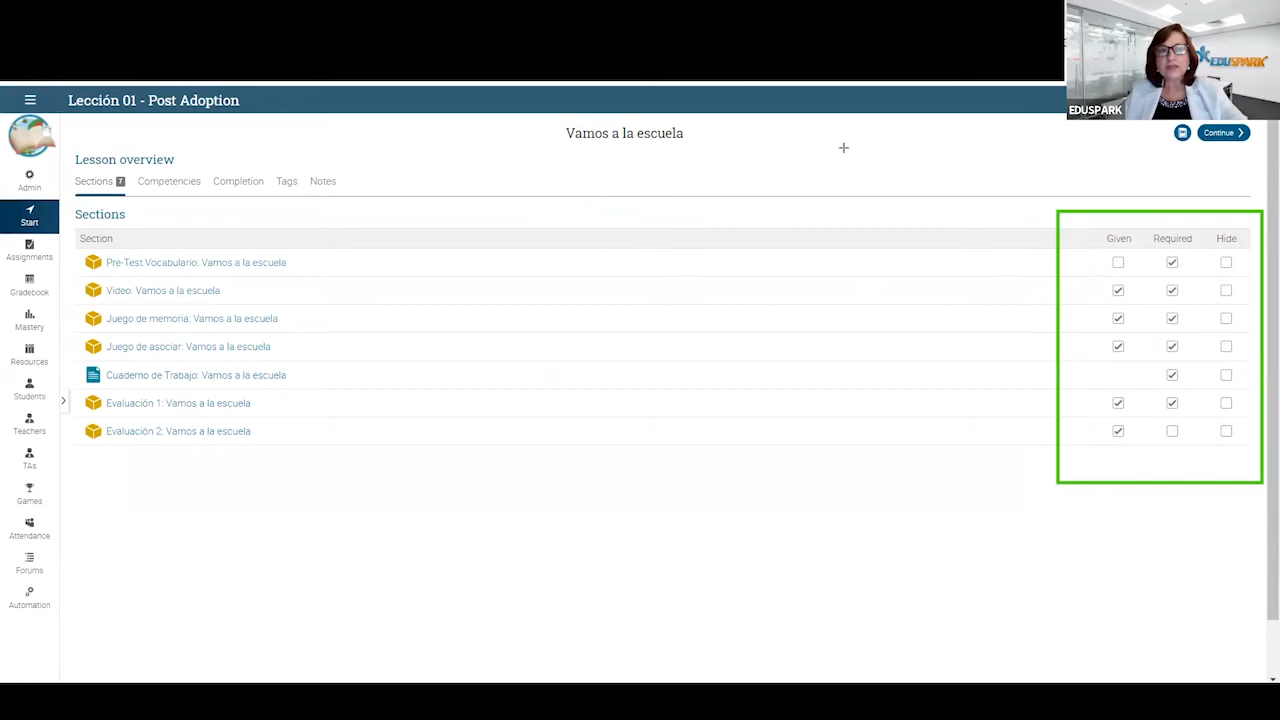 EDUSPARK
EDUSPARK
Lección 01 - Post Adoption
Vamos a la escuela
Continue
Lesson overview
Sections 7 Competencies Completion Tags Notes
Sections
Section Given Required Hide
Pre-Test Vocabulario: Vamos a la escuela
Video: Vamos a la escuela
Juego de memoria: Vamos a la escuela
Juego de asociar: Vamos a la escuela
Cuaderno de Trabajo: Vamos a la escuela
Evaluación 1: Vamos a la escuela
Evaluación 2: Vamos a la escuela
Admin
Start
Assignments
Gradebook
Mastery
Resources
Students
Teachers
TAs
Games
Attendance
Forums
Automation